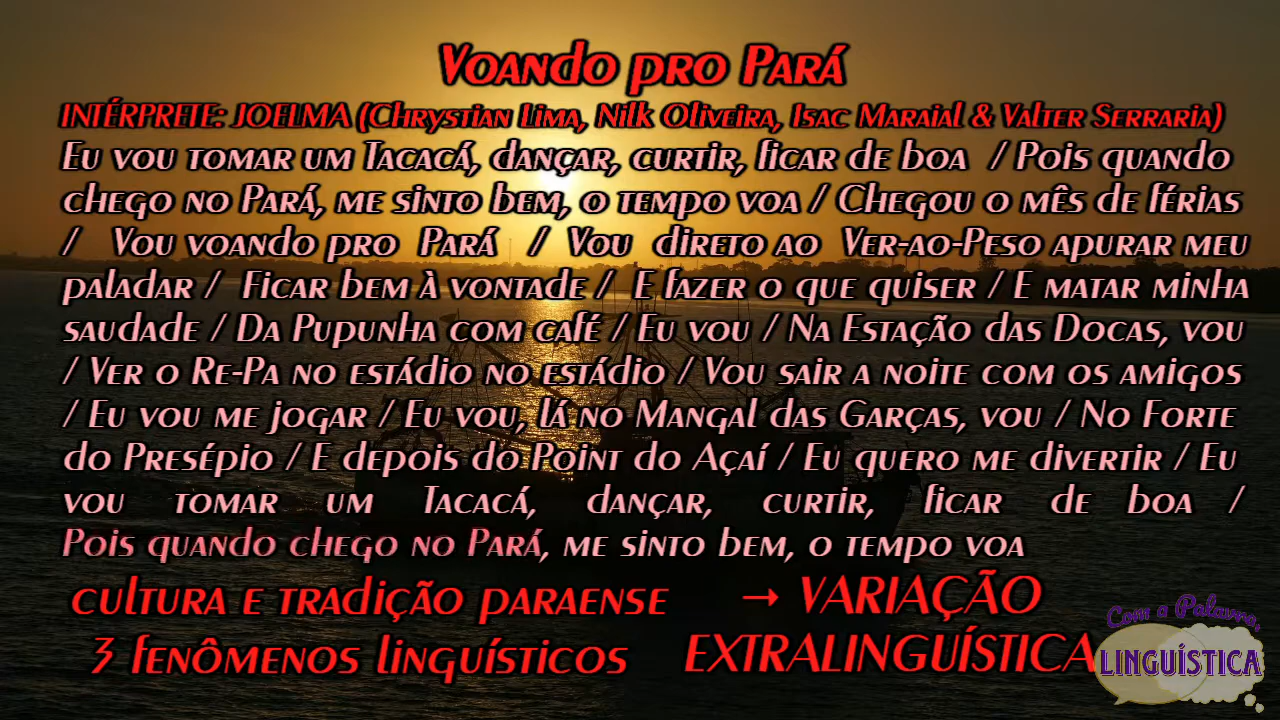 Voando pro Pará
INTÉRPRETE: JOELMA (Chrystian Lima, Nilk Oliveira, Isac Maraial & Valter Serraria)
Eu vou tomar um Tacacá, dançar, curtir, ficar de boa / Pois quando
chego no Pará, me sinto bem, o tempo voa / Chegou o mês de férias
/ Vou voando pro Pará / Vou direto ao Ver-ao-Peso apurar meu
paladar / Ficar bem à vontade / E fazer o que quiser / E matar minha
saudade / Da Pupunha com café / Eu vou / Na Estação das Docas, vou
/ Ver o Re-Pa no estádio no estádio / Vou sair a noite com os amigos
/ Eu vou me jogar / Eu vou, lá no Mangal das Garças, vou / No Forte
do Presépio / E depois do Point do Açaí / Eu quero me divertir / Eu
vou tomar um Tacacá, dançar, curtir, ficar de boa /
Pois quando chego no Pará, me sinto bem, o tempo voa
cultura e tradição paraense → VARIAÇÃO
3 fenômenos linguísticos EXTRALINGUÍSTICA
Com a Palavra,
LINGUÍSTICA